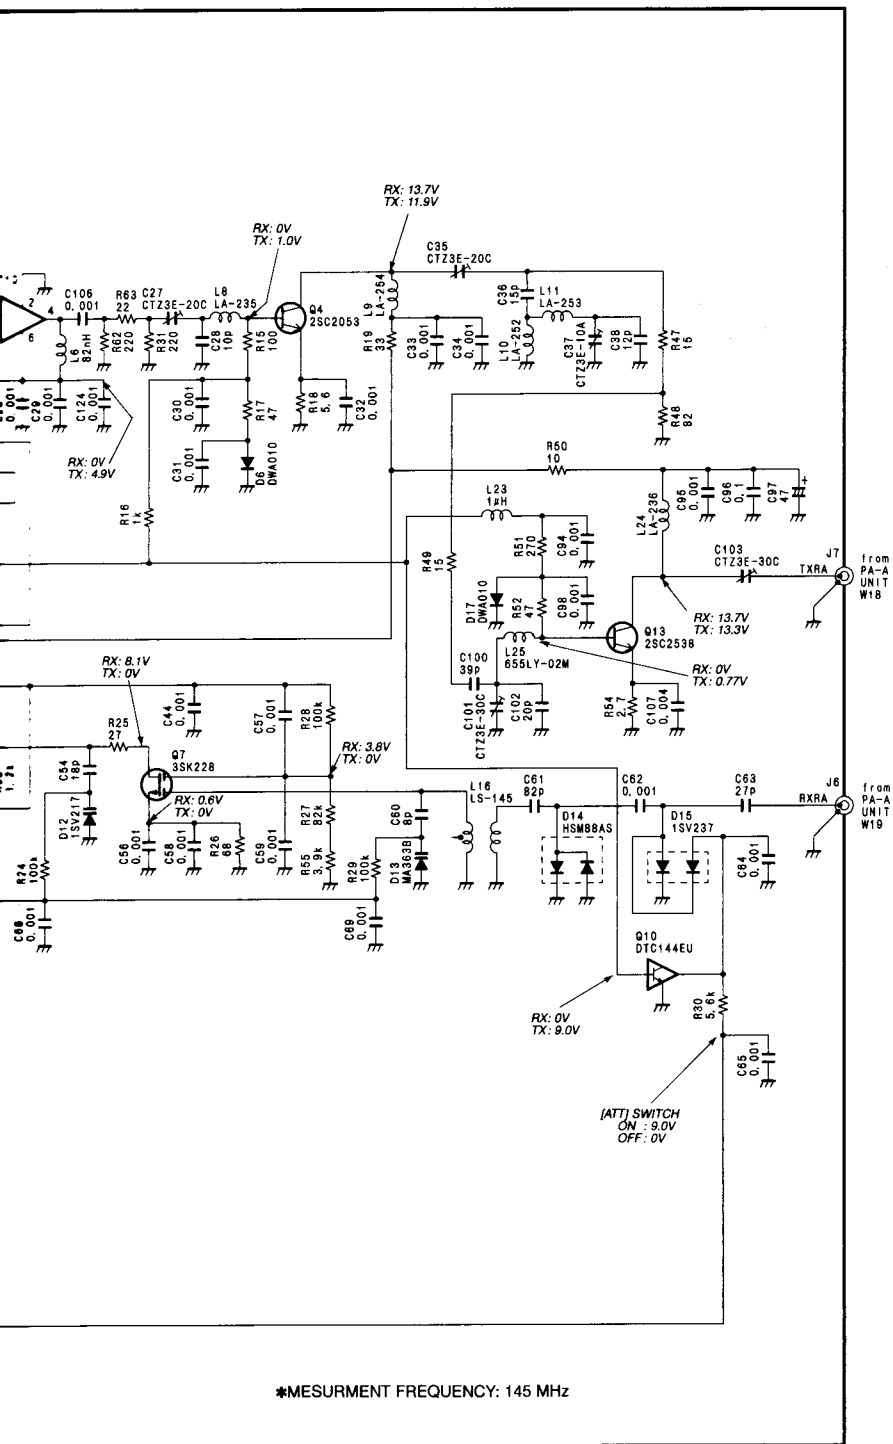 RX: 13.7V
TX: 11.9V
RX: 0V
TX: 1.0V
C35
CTZ3E-20C
C106
0.001
R63
22
C27
CTZ3E-20C
L8
LA-235
Q4
2SC2053
L9
LA-254
C36
15p
L11
LA-253
2
4
6
L6
82nH
R62
220
R31
220
C28
10p
R15
100
R19
33
C33
0.001
C34
0.001
L10
LA-252
C37
CTZ3E-10A
C38
12p
R47
15
0.001
C29
0.001
C124
0.001
C30
0.001
R17
47
R18
5.6
C32
0.001
R48
82
RX: 0V
TX: 4.9V
C31
0.001
D6
DWA010
R50
10
R16
1k
L23
1μH
L24
LA-236
C95
0.001
C96
0.1
C97
47
+
R49
15
R51
270
C94
0.001
C103
CTZ3E-30C
J7
TXRA
from
PA-A
UNIT
W18
D17
DWA010
R52
47
C98
0.001
Q13
2SC2538
RX: 13.7V
TX: 13.3V
L25
655LY-02M
RX: 0V
TX: 0.77V
RX: 8.1V
TX: 0V
C100
39p
C101
CTZ3E-30C
C102
20p
R54
2.7
C107
0.004
C44
0.001
C57
0.001
R28
100k
R25
27
Q7
3SK228
RX: 3.8V
TX: 0V
1.2k
C54
18p
D12
1SV217
RX: 0.6V
TX: 0V
L16
LS-145
C61
82p
C62
0.001
C63
27p
J6
RXRA
from
PA-A
UNIT
W19
D14
HSM88AS
D15
1SV237
R24
100k
C56
0.001
C58
0.001
R26
68
C59
0.001
R27
82k
R55
3.9k
R29
100k
C60
8p
D13
MA363B
C64
0.001
C68
0.001
C69
0.001
Q10
DTC144EU
RX: 0V
TX: 9.0V
R30
5.6k
C65
0.001
[ATT] SWITCH
ON : 9.0V
OFF: 0V
✱MESURMENT FREQUENCY: 145 MHz